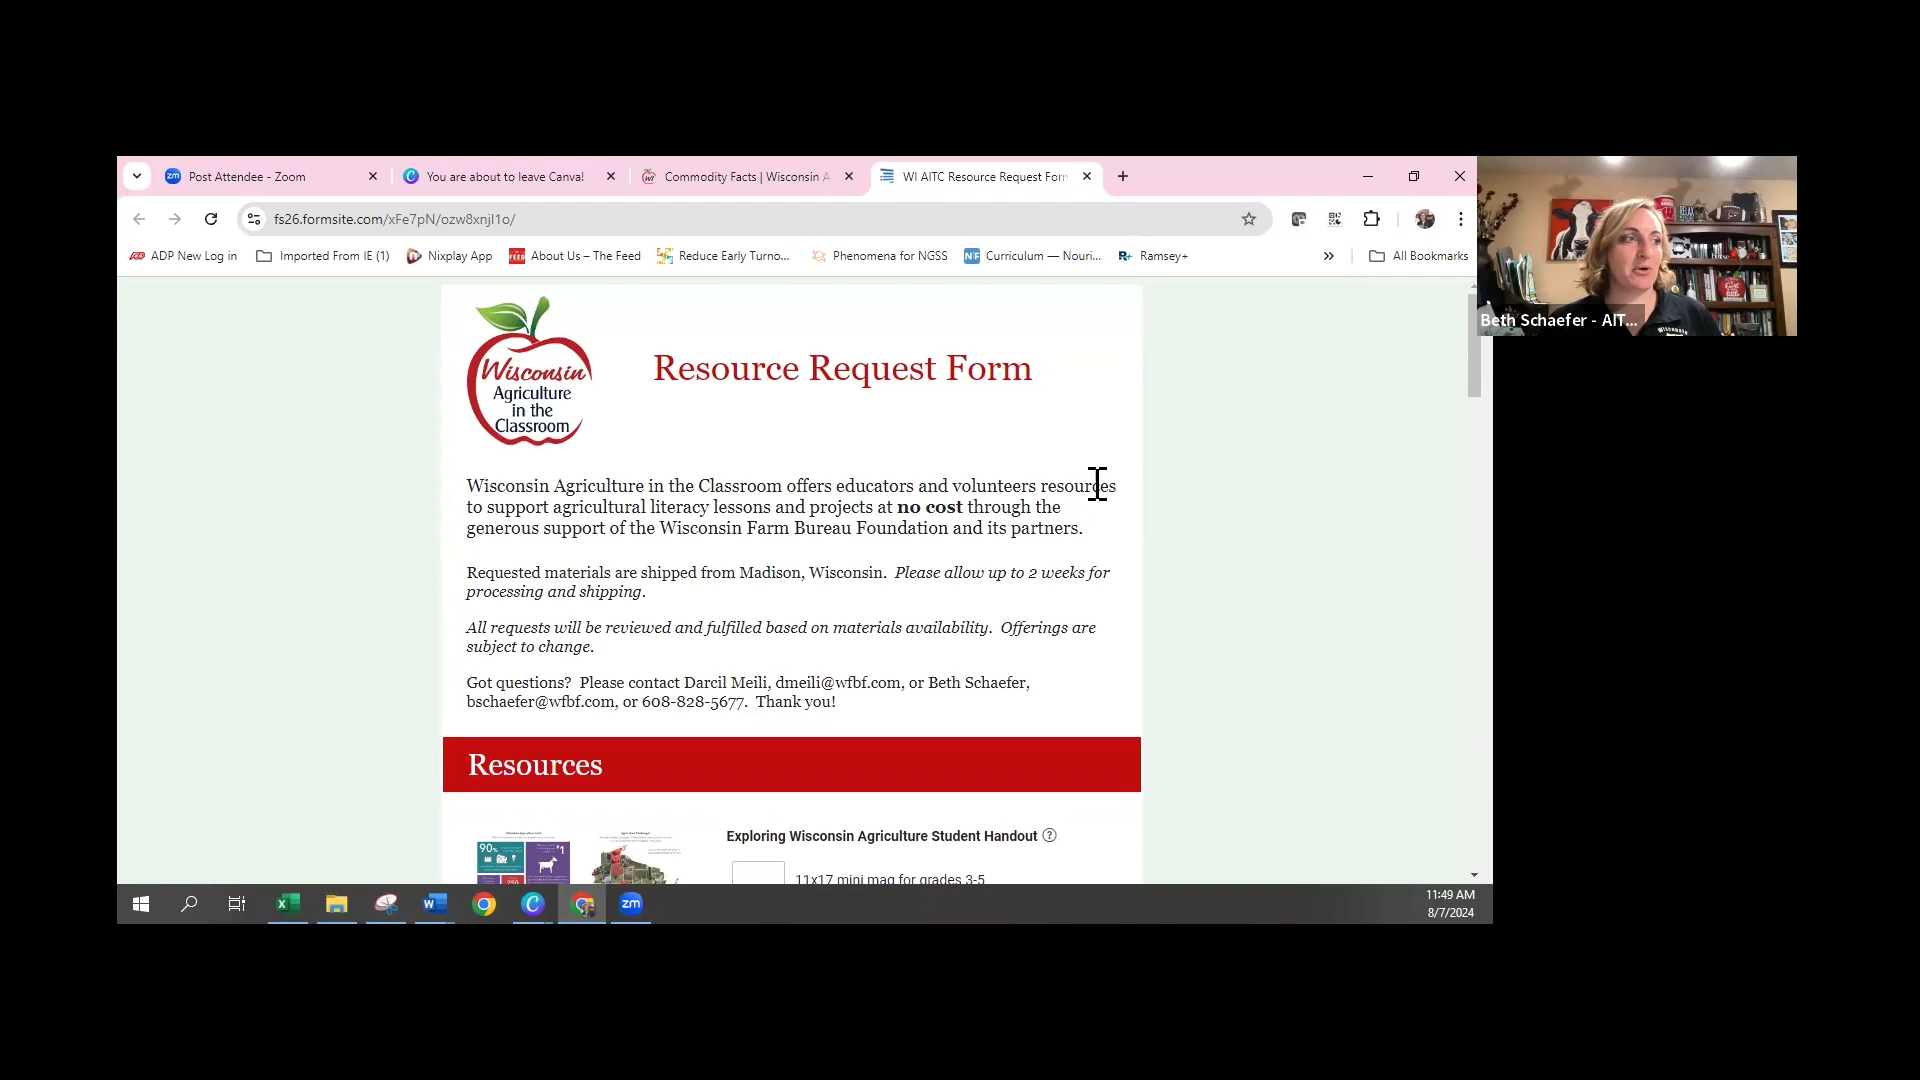 Post Attendee - Zoom
You are about to leave Canva!
Commodity Facts | Wisconsin A
WI AITC Resource Request Form
fs26.formsite.com/xFe7pN/ozw8xnjl1o/
ADP New Log in
Imported From IE (1)
Nixplay App
About Us – The Feed
Reduce Early Turno...
Phenomena for NGSS
Curriculum — Nouri...
Ramsey+
All Bookmarks
Beth Schaefer - AIT...
Wisconsin
Agriculture
in the
Classroom
Resource Request Form
Wisconsin Agriculture in the Classroom offers educators and volunteers resources
to support agricultural literacy lessons and projects at no cost through the
generous support of the Wisconsin Farm Bureau Foundation and its partners.
Requested materials are shipped from Madison, Wisconsin. Please allow up to 2 weeks for
processing and shipping.
All requests will be reviewed and fulfilled based on materials availability. Offerings are
subject to change.
Got questions? Please contact Darcil Meili, dmeili@wfbf.com, or Beth Schaefer,
bschaefer@wfbf.com, or 608-828-5677. Thank you!
Resources
90%
#1
Exploring Wisconsin Agriculture Student Handout
11x17 mini mag for grades 3-5
11:49 AM
8/7/2024